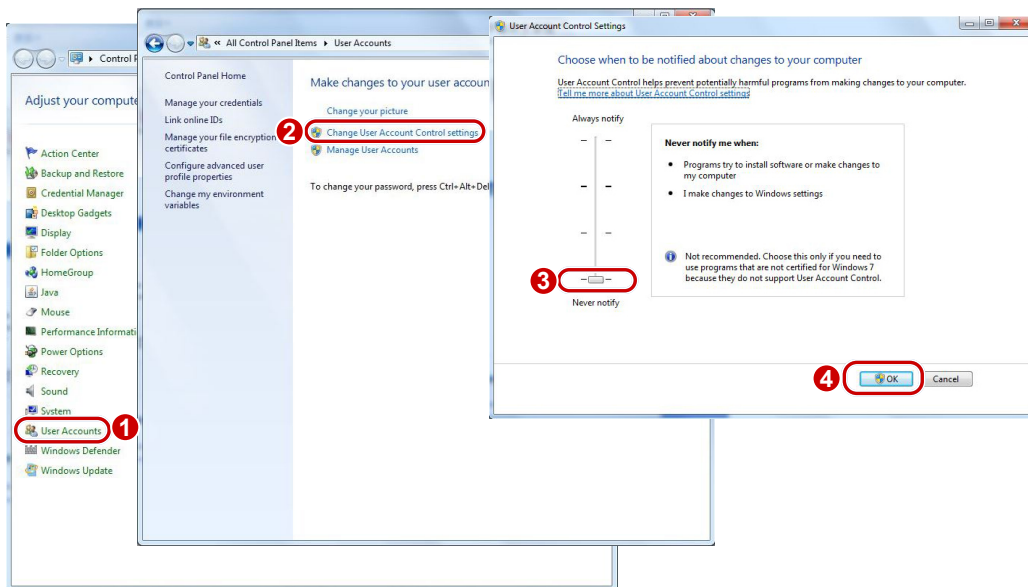 Control P
Adjust your compute
Action Center
Backup and Restore
Credential Manager
Desktop Gadgets
Display
Folder Options
HomeGroup
Java
Mouse
Performance Informati
Power Options
Recovery
Sound
System
User Accounts
1
Windows Defender
Windows Update
« All Control Panel Items ▸ User Accounts
Control Panel Home
Manage your credentials
Link online IDs
Manage your file encryption
certificates
Configure advanced user
profile properties
Change my environment
variables
Make changes to your user accoun
Change your picture
2
Change User Account Control settings
Manage User Accounts
To change your password, press Ctrl+Alt+Del
User Account Control Settings
Choose when to be notified about changes to your computer
User Account Control helps prevent potentially harmful programs from making changes to your computer.
Tell me more about User Account Control settings
Always notify
Never notify me when:
• Programs try to install software or make changes to
my computer
• I make changes to Windows settings
Not recommended. Choose this only if you need to
use programs that are not certified for Windows 7
because they do not support User Account Control.
3
Never notify
4
OK
Cancel